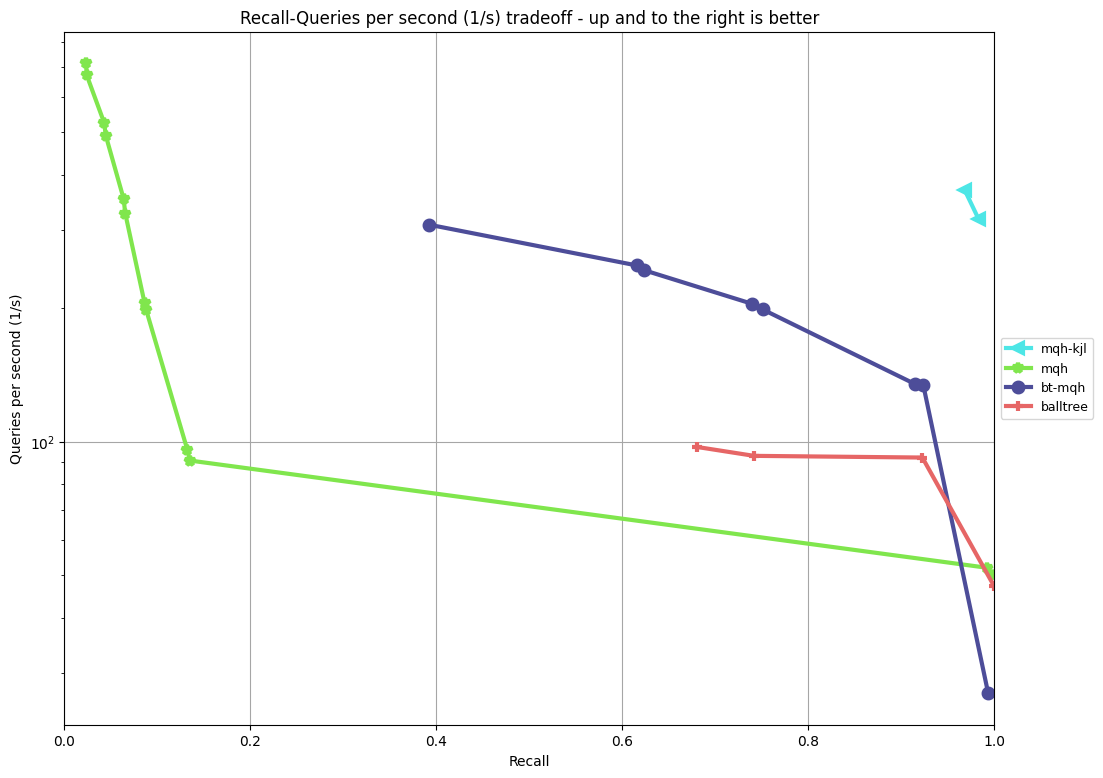 Recall-Queries per second (1/s) tradeoff - up and to the right is better
Queries per second (1/s)
10²
0.0 0.2 0.4 0.6 0.8 1.0
Recall
mqh-kjl
mqh
bt-mqh
balltree